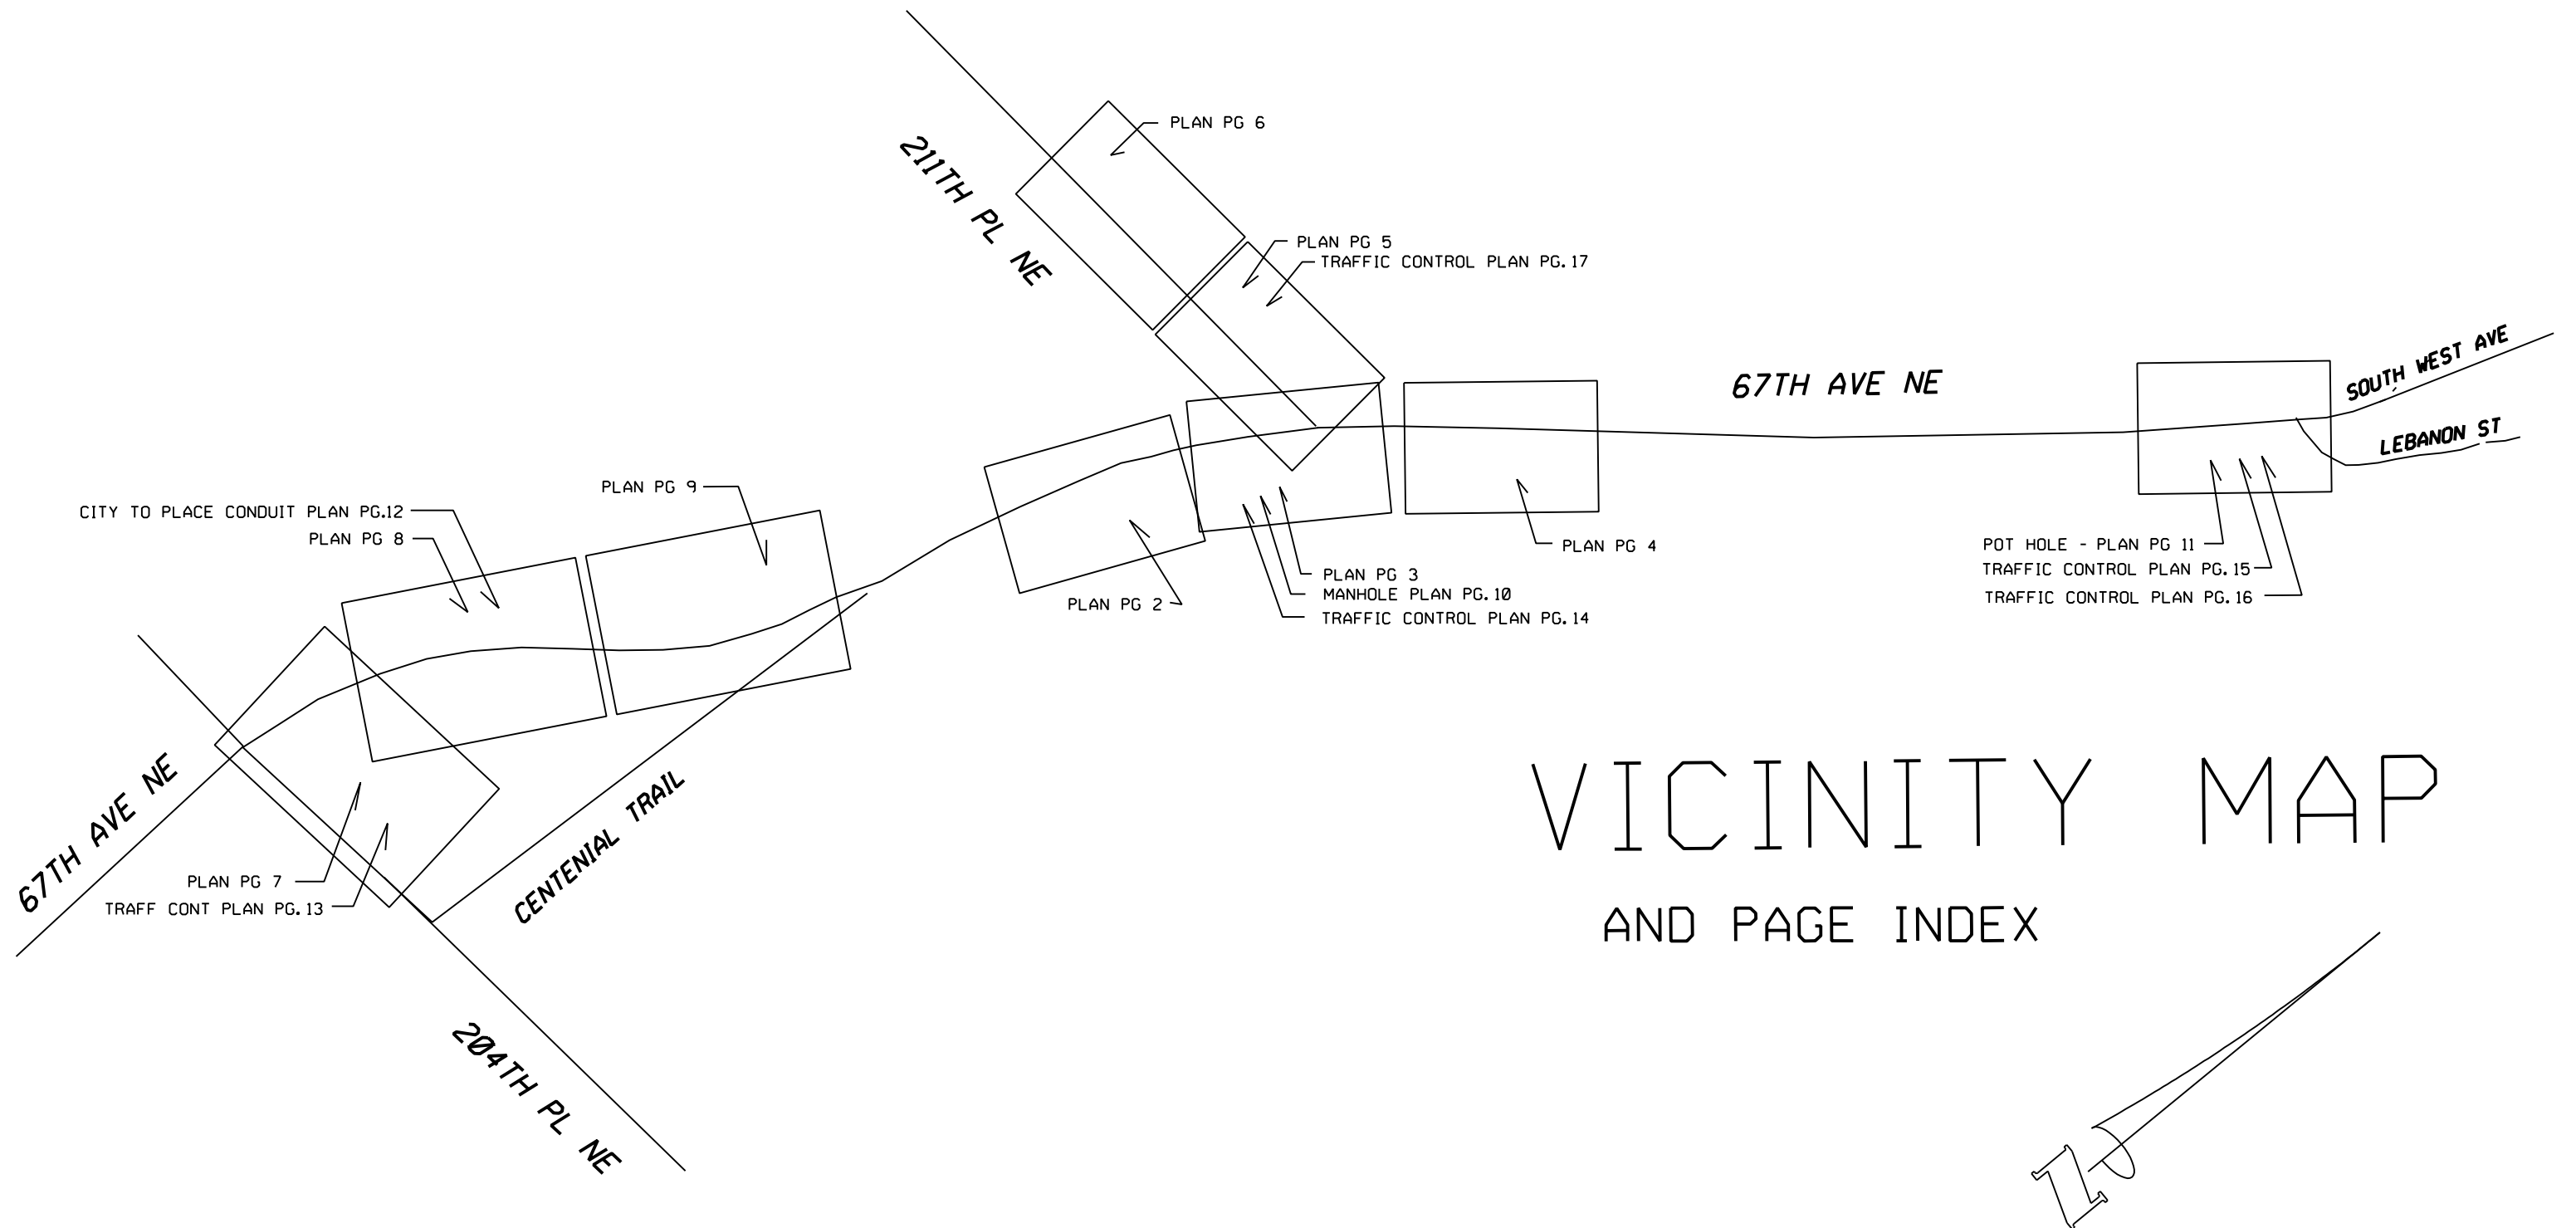 PLAN PG 6
211TH PL NE
PLAN PG 5
TRAFFIC CONTROL PLAN PG.17
67TH AVE NE
SOUTH WEST AVE
LEBANON ST
PLAN PG 9
CITY TO PLACE CONDUIT PLAN PG.12
PLAN PG 8
POT HOLE - PLAN PG 11
TRAFFIC CONTROL PLAN PG.15
TRAFFIC CONTROL PLAN PG.16
PLAN PG 4
PLAN PG 3
MANHOLE PLAN PG.10
TRAFFIC CONTROL PLAN PG.14
PLAN PG 2
67TH AVE NE
CENTENIAL TRAIL
PLAN PG 7
TRAFF CONT PLAN PG.13
VICINITY MAP
AND PAGE INDEX
204TH PL NE
N